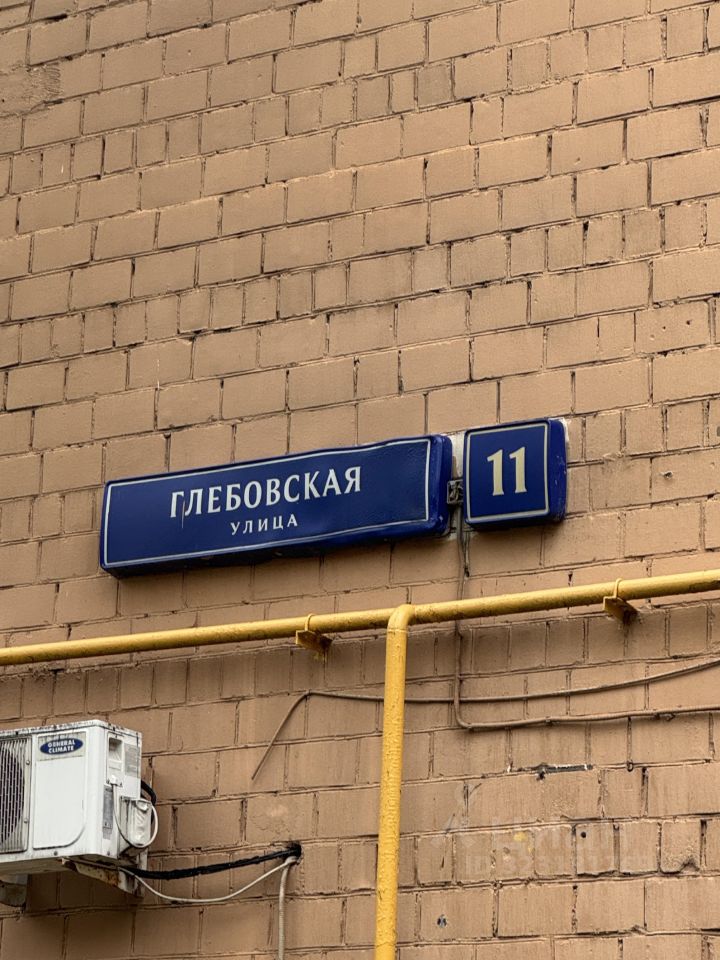 ГЛЕБОВСКАЯ
УЛИЦА
11
GENERAL
CLIMATE